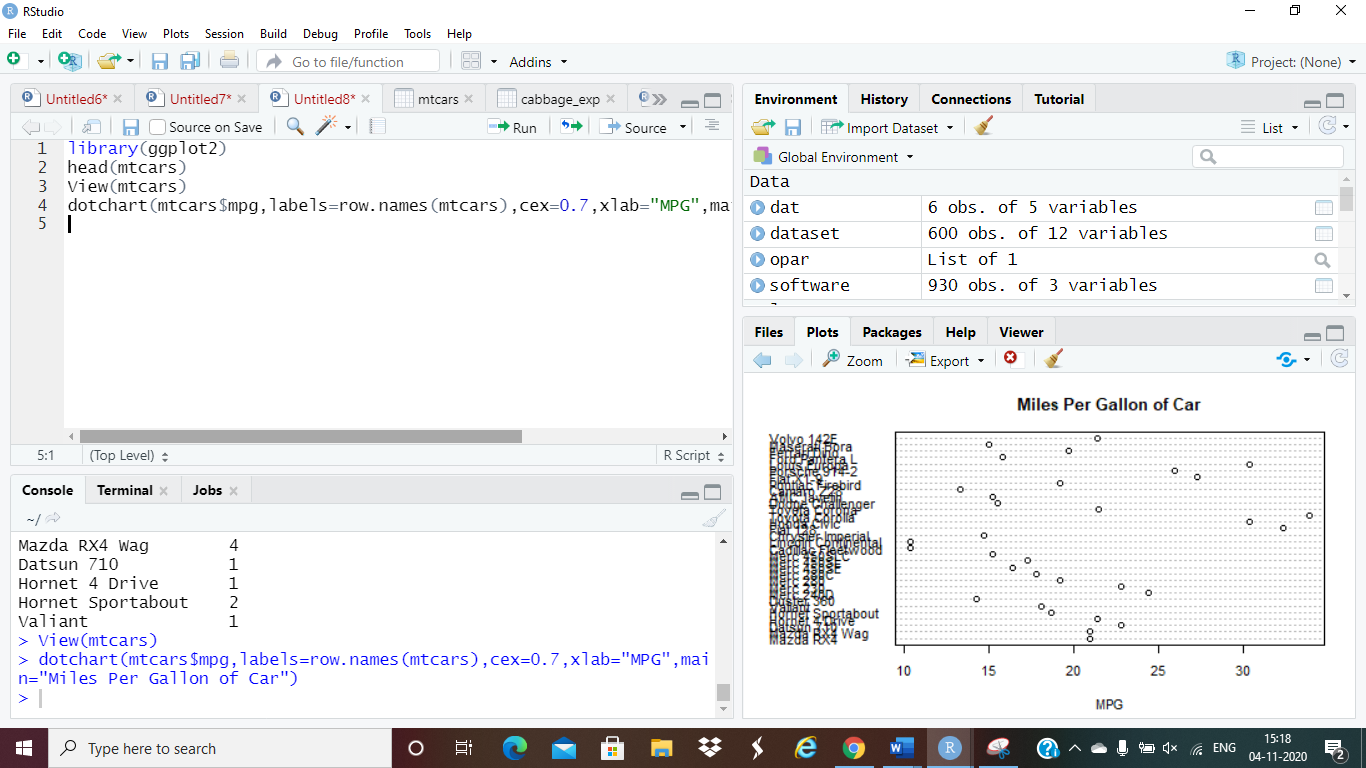 RStudio
File Edit Code View Plots Session Build Debug Profile Tools Help
Go to file/function Addins Project: (None)
Untitled6* Untitled7* Untitled8* mtcars cabbage_exp
Source on Save Run Source
1 library(ggplot2)
2 head(mtcars)
3 View(mtcars)
4 dotchart(mtcars$mpg,labels=row.names(mtcars),cex=0.7,xlab="MPG",mai
5
5:1 (Top Level) R Script
Console Terminal Jobs
~/
Mazda RX4 Wag 4
Datsun 710 1
Hornet 4 Drive 1
Hornet Sportabout 2
Valiant 1
> View(mtcars)
> dotchart(mtcars$mpg,labels=row.names(mtcars),cex=0.7,xlab="MPG",mai
n="Miles Per Gallon of Car")
>
Environment History Connections Tutorial
Import Dataset List
Global Environment
Data
dat 6 obs. of 5 variables
dataset 600 obs. of 12 variables
opar List of 1
software 930 obs. of 3 variables
Files Plots Packages Help Viewer
Zoom Export
Miles Per Gallon of Car
Volvo 142E
Maserati Bora
Ferrari Dino
Ford Pantera L
Lotus Europa
Porsche 914-2
Fiat X1-9
Pontiac Firebird
Camaro Z28
AMC Javelin
Dodge Challenger
Toyota Corona
Toyota Corolla
Honda Civic
Fiat 128
Chrysler Imperial
Lincoln Continental
Cadillac Fleetwood
Merc 450SLC
Merc 450SL
Merc 450SE
Merc 280C
Merc 280
Merc 230
Merc 240D
Duster 360
Valiant
Hornet Sportabout
Hornet 4 Drive
Datsun 710
Mazda RX4 Wag
Mazda RX4
10 15 20 25 30
MPG
Type here to search
ENG
15:18
04-11-2020
2